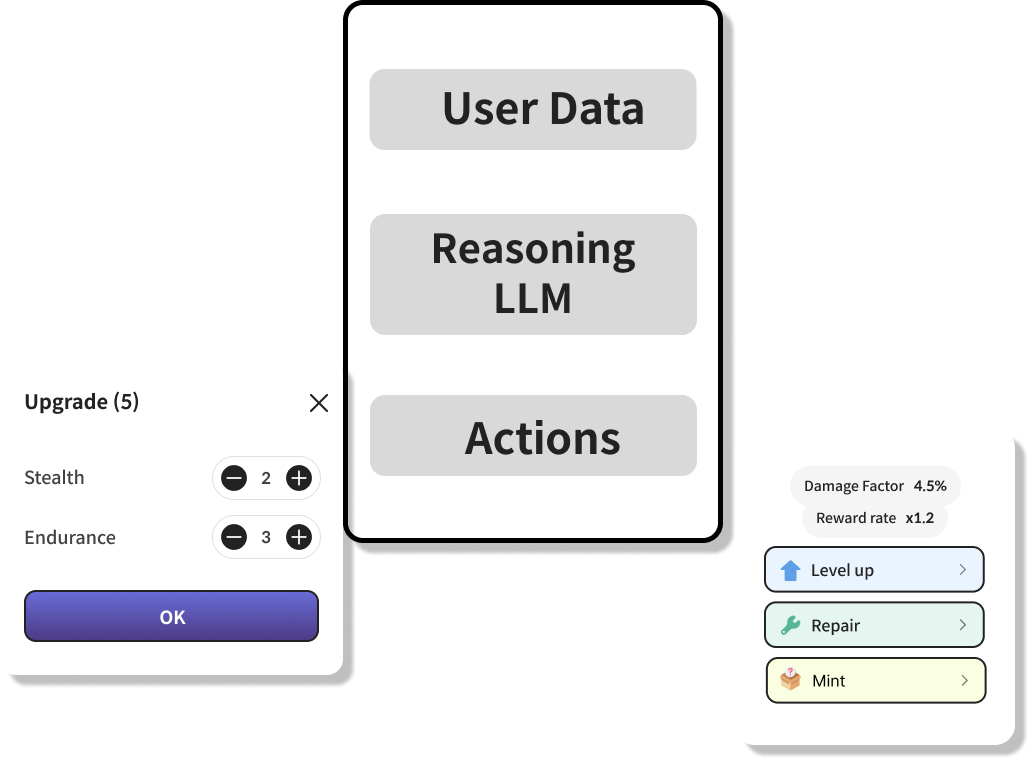 User Data
Reasoning
LLM
Actions
Upgrade (5)
Stealth 2
Endurance 3
OK
Damage Factor 4.5%
Reward rate x1.2
Level up
Repair
Mint